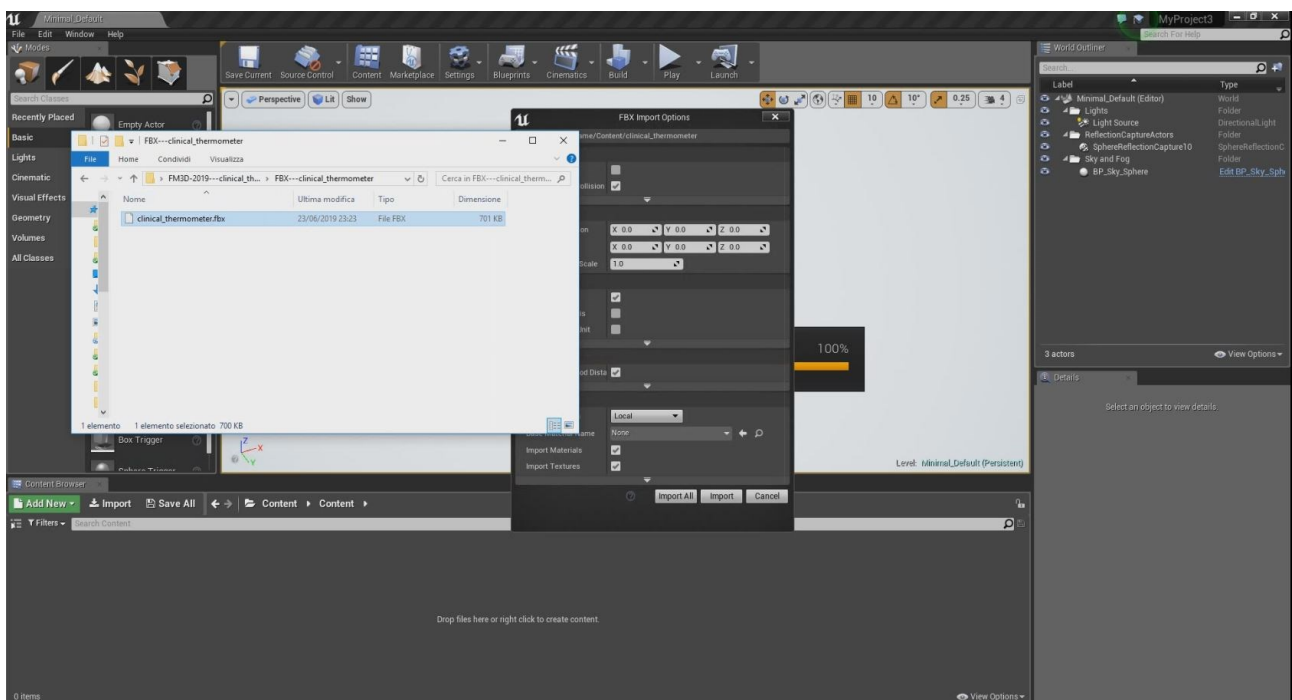 Minimal_Default
MyProject3
File Edit Window Help
Search For Help
Modes
Save Current Source Control Content Marketplace Settings Blueprints Cinematics Build Play Launch
Search Classes
Recently Placed
Basic
Lights
Cinematic
Visual Effects
Geometry
Volumes
All Classes
Empty Actor
Box Trigger
Perspective Lit Show
10 10° 0.25 4
FBX---clinical_thermometer
File Home Condividi Visualizza
FM3D-2019---clinical_th... FBX---clinical_thermometer Cerca in FBX---clinical_therm...
Nome Ultima modifica Tipo Dimensione
clinical_thermometer.fbx 23/06/2019 23:23 File FBX 701 KB
1 elemento 1 elemento selezionato 700 KB
Z
X
Y
FBX Import Options
/Content/clinical_thermometer
X 0.0 Y 0.0 Z 0.0
X 0.0 Y 0.0 Z 0.0
Scale 1.0
Local
Name None
Import Materials
Import Textures
Import All Import Cancel
100%
Level: Minimal_Default (Persistent)
World Outliner
Search...
Label Type
Minimal_Default (Editor) World
Lights Folder
Light Source DirectionalLight
ReflectionCaptureActors Folder
SphereReflectionCapture10 SphereReflectionC
Sky and Fog Folder
BP_Sky_Sphere Edit BP_Sky_Sph
3 actors View Options
Details
Select an object to view details
Content Browser
Add New Import Save All Content Content
Filters Search Content
Drop files here or right click to create content.
0 items View Options